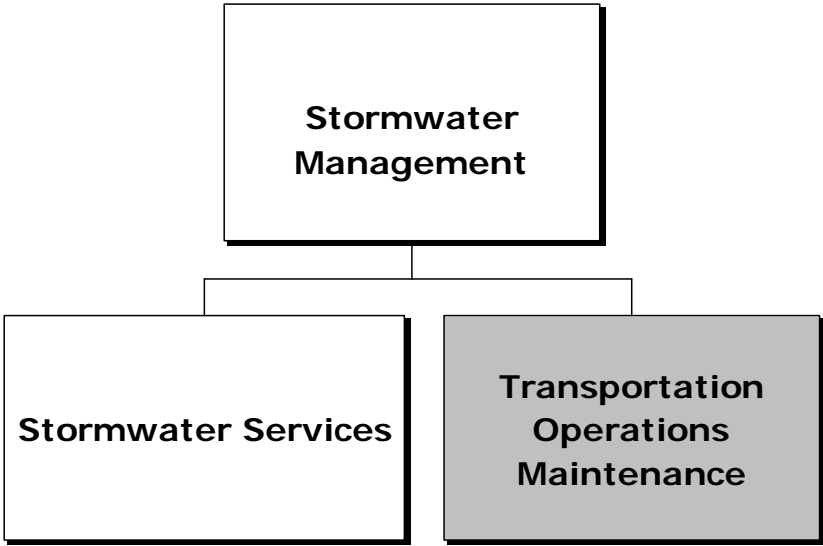 Stormwater
Management
Stormwater Services
Transportation
Operations
Maintenance